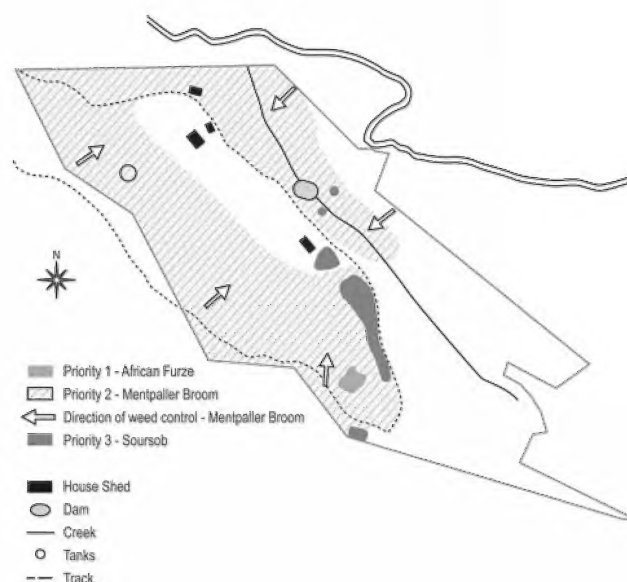 N
Priority 1 - African Furze
Priority 2 - Mentpaller Broom
Direction of weed control - Mentpaller Broom
Priority 3 - Soursob
House Shed
Dam
Creek
Tanks
Track